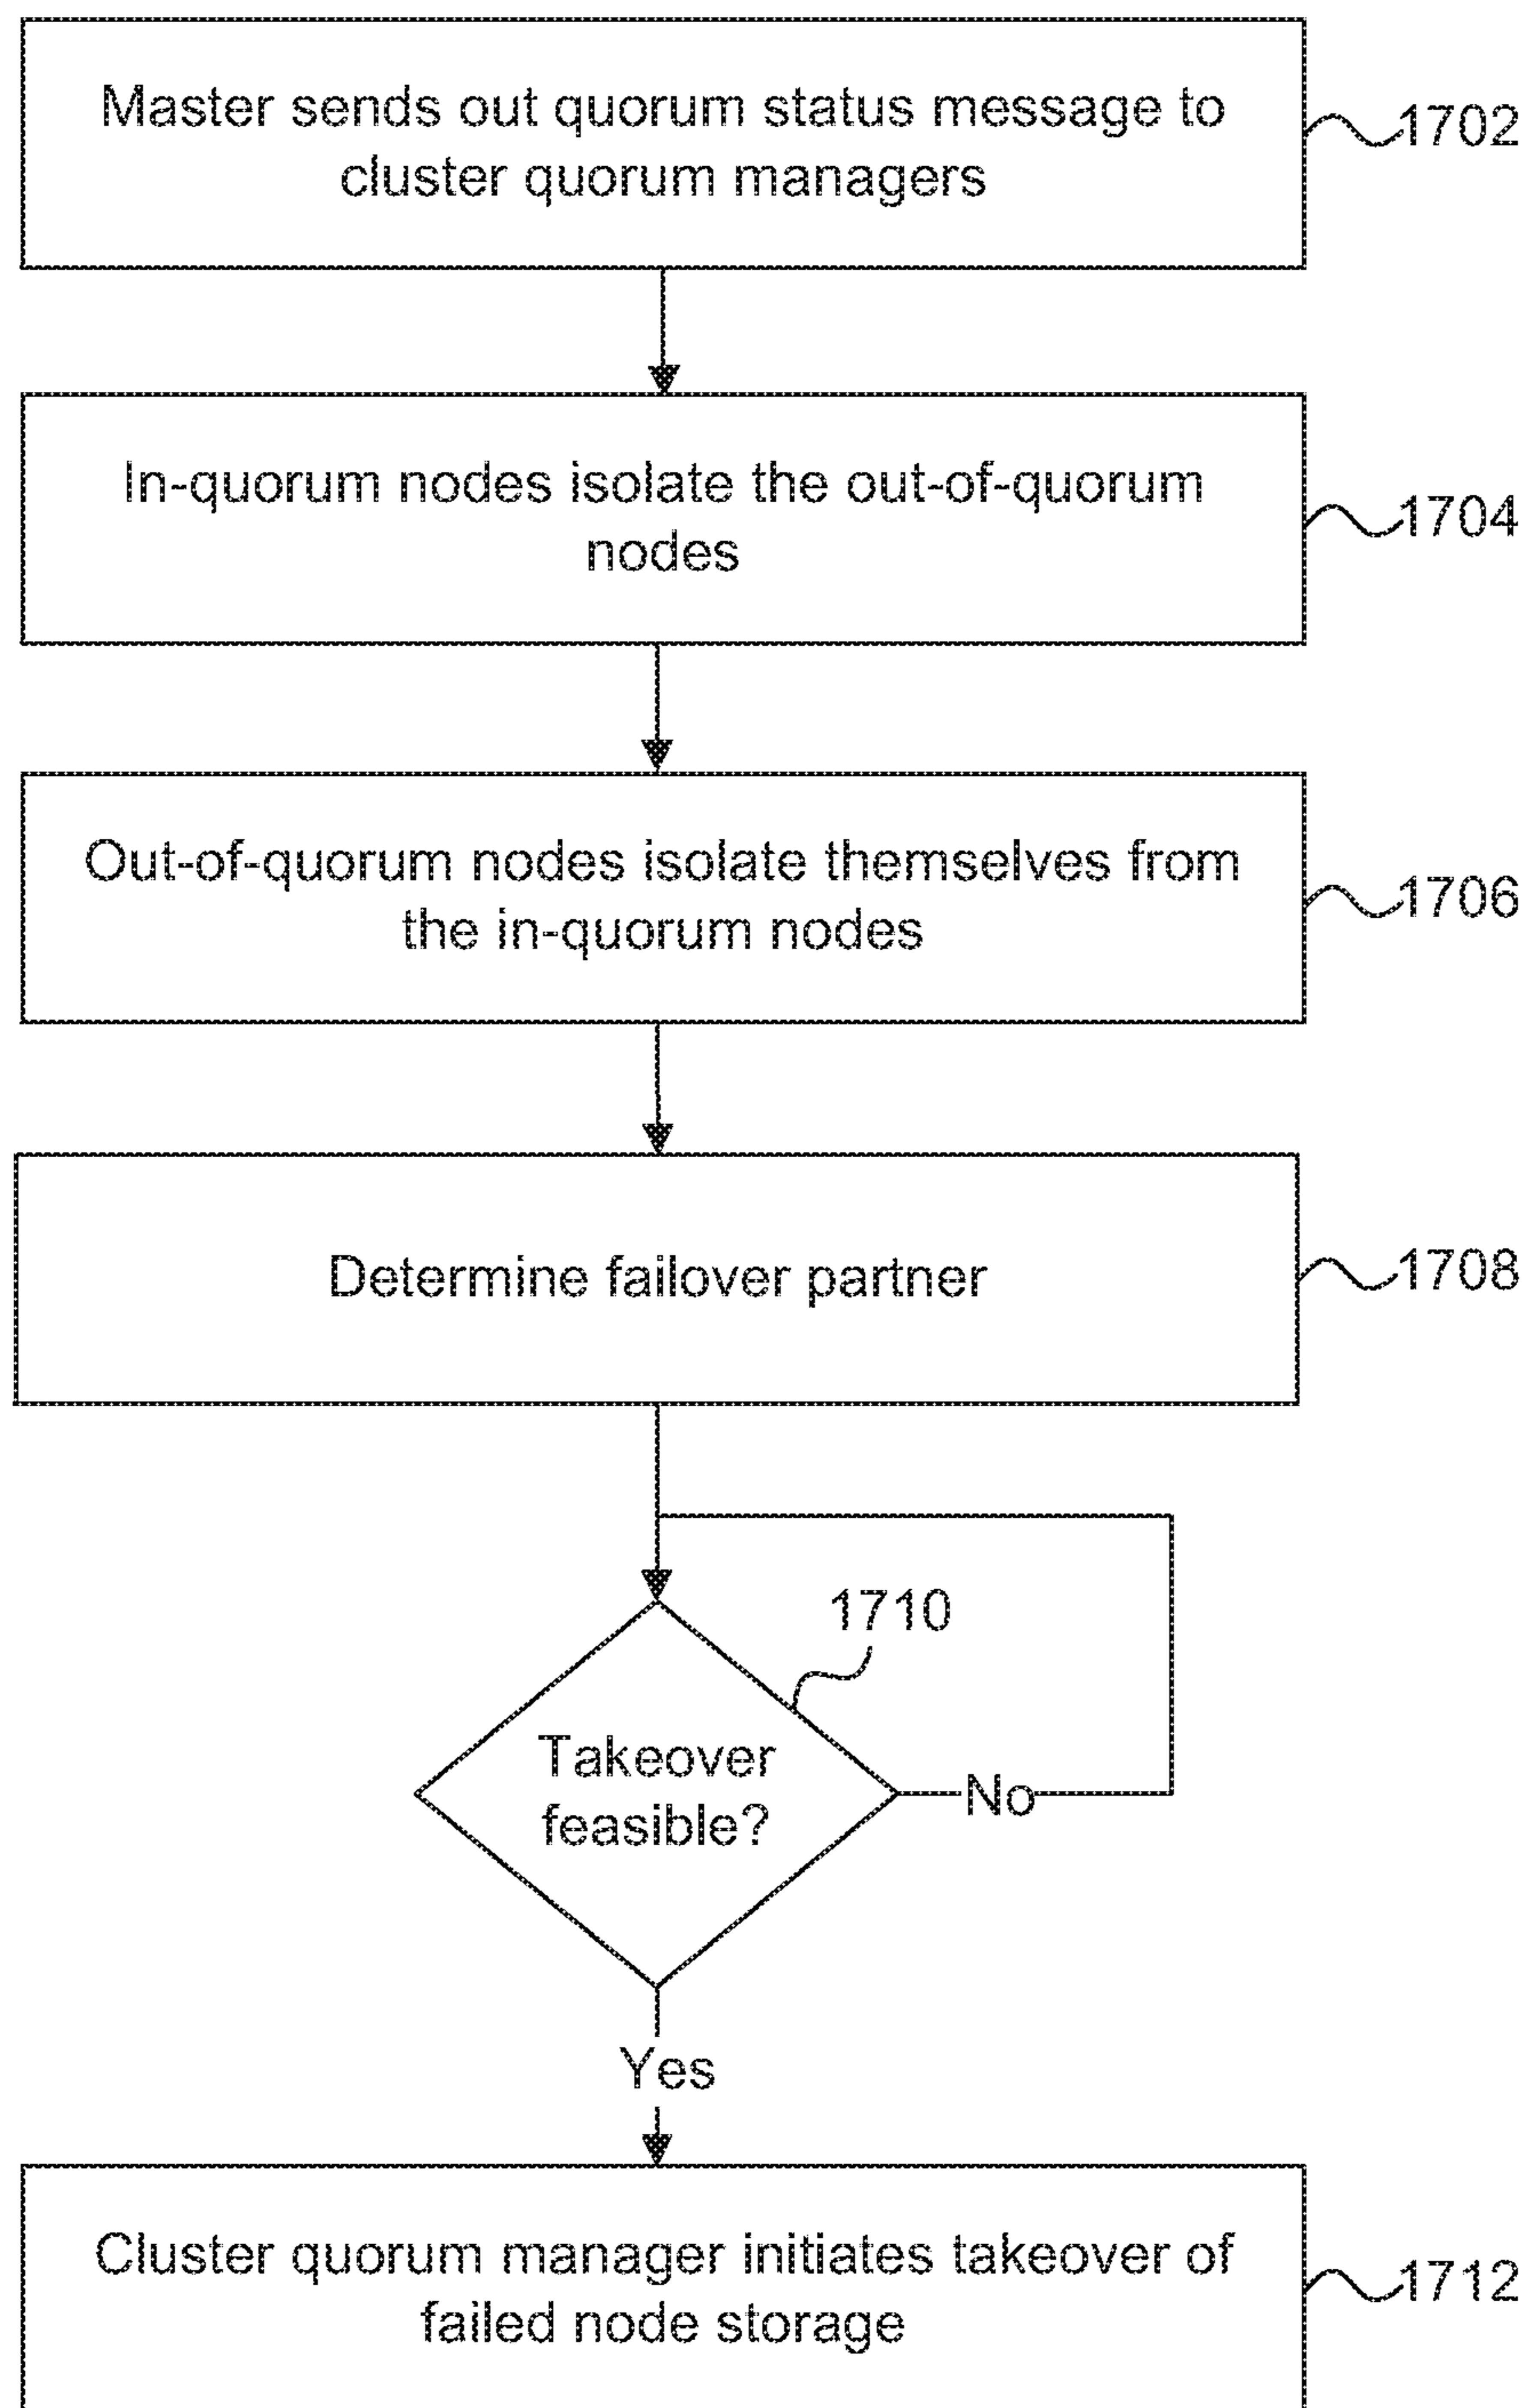 Master sends out quorum status message to
cluster quorum managers
1702
In-quorum nodes isolate the out-of-quorum
nodes
1704
Out-of-quorum nodes isolate themselves from
the in-quorum nodes
1706
Determine failover partner
1708
1710
Takeover
feasible?
No
Yes
Cluster quorum manager initiates takeover of
failed node storage
1712